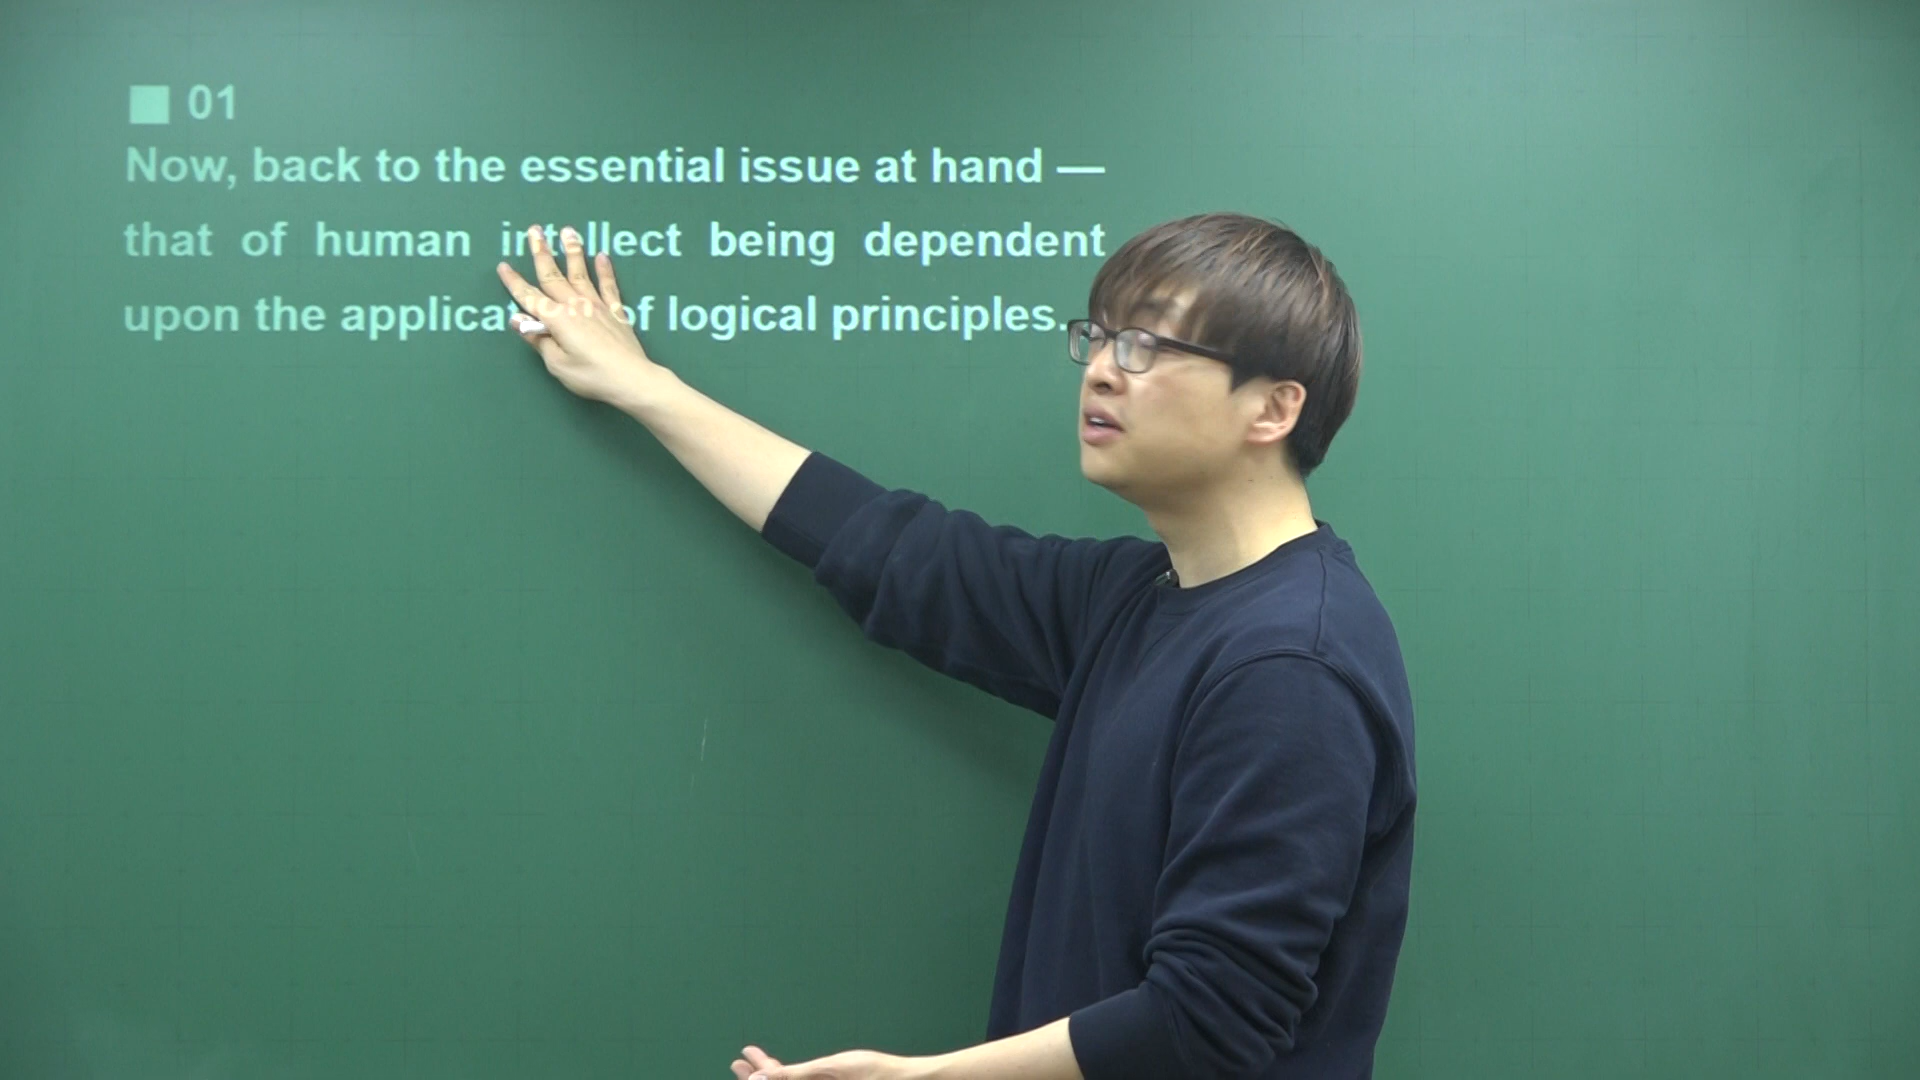 ■ 01
Now, back to the essential issue at hand —
that of human intellect being dependent
upon the application of logical principles.